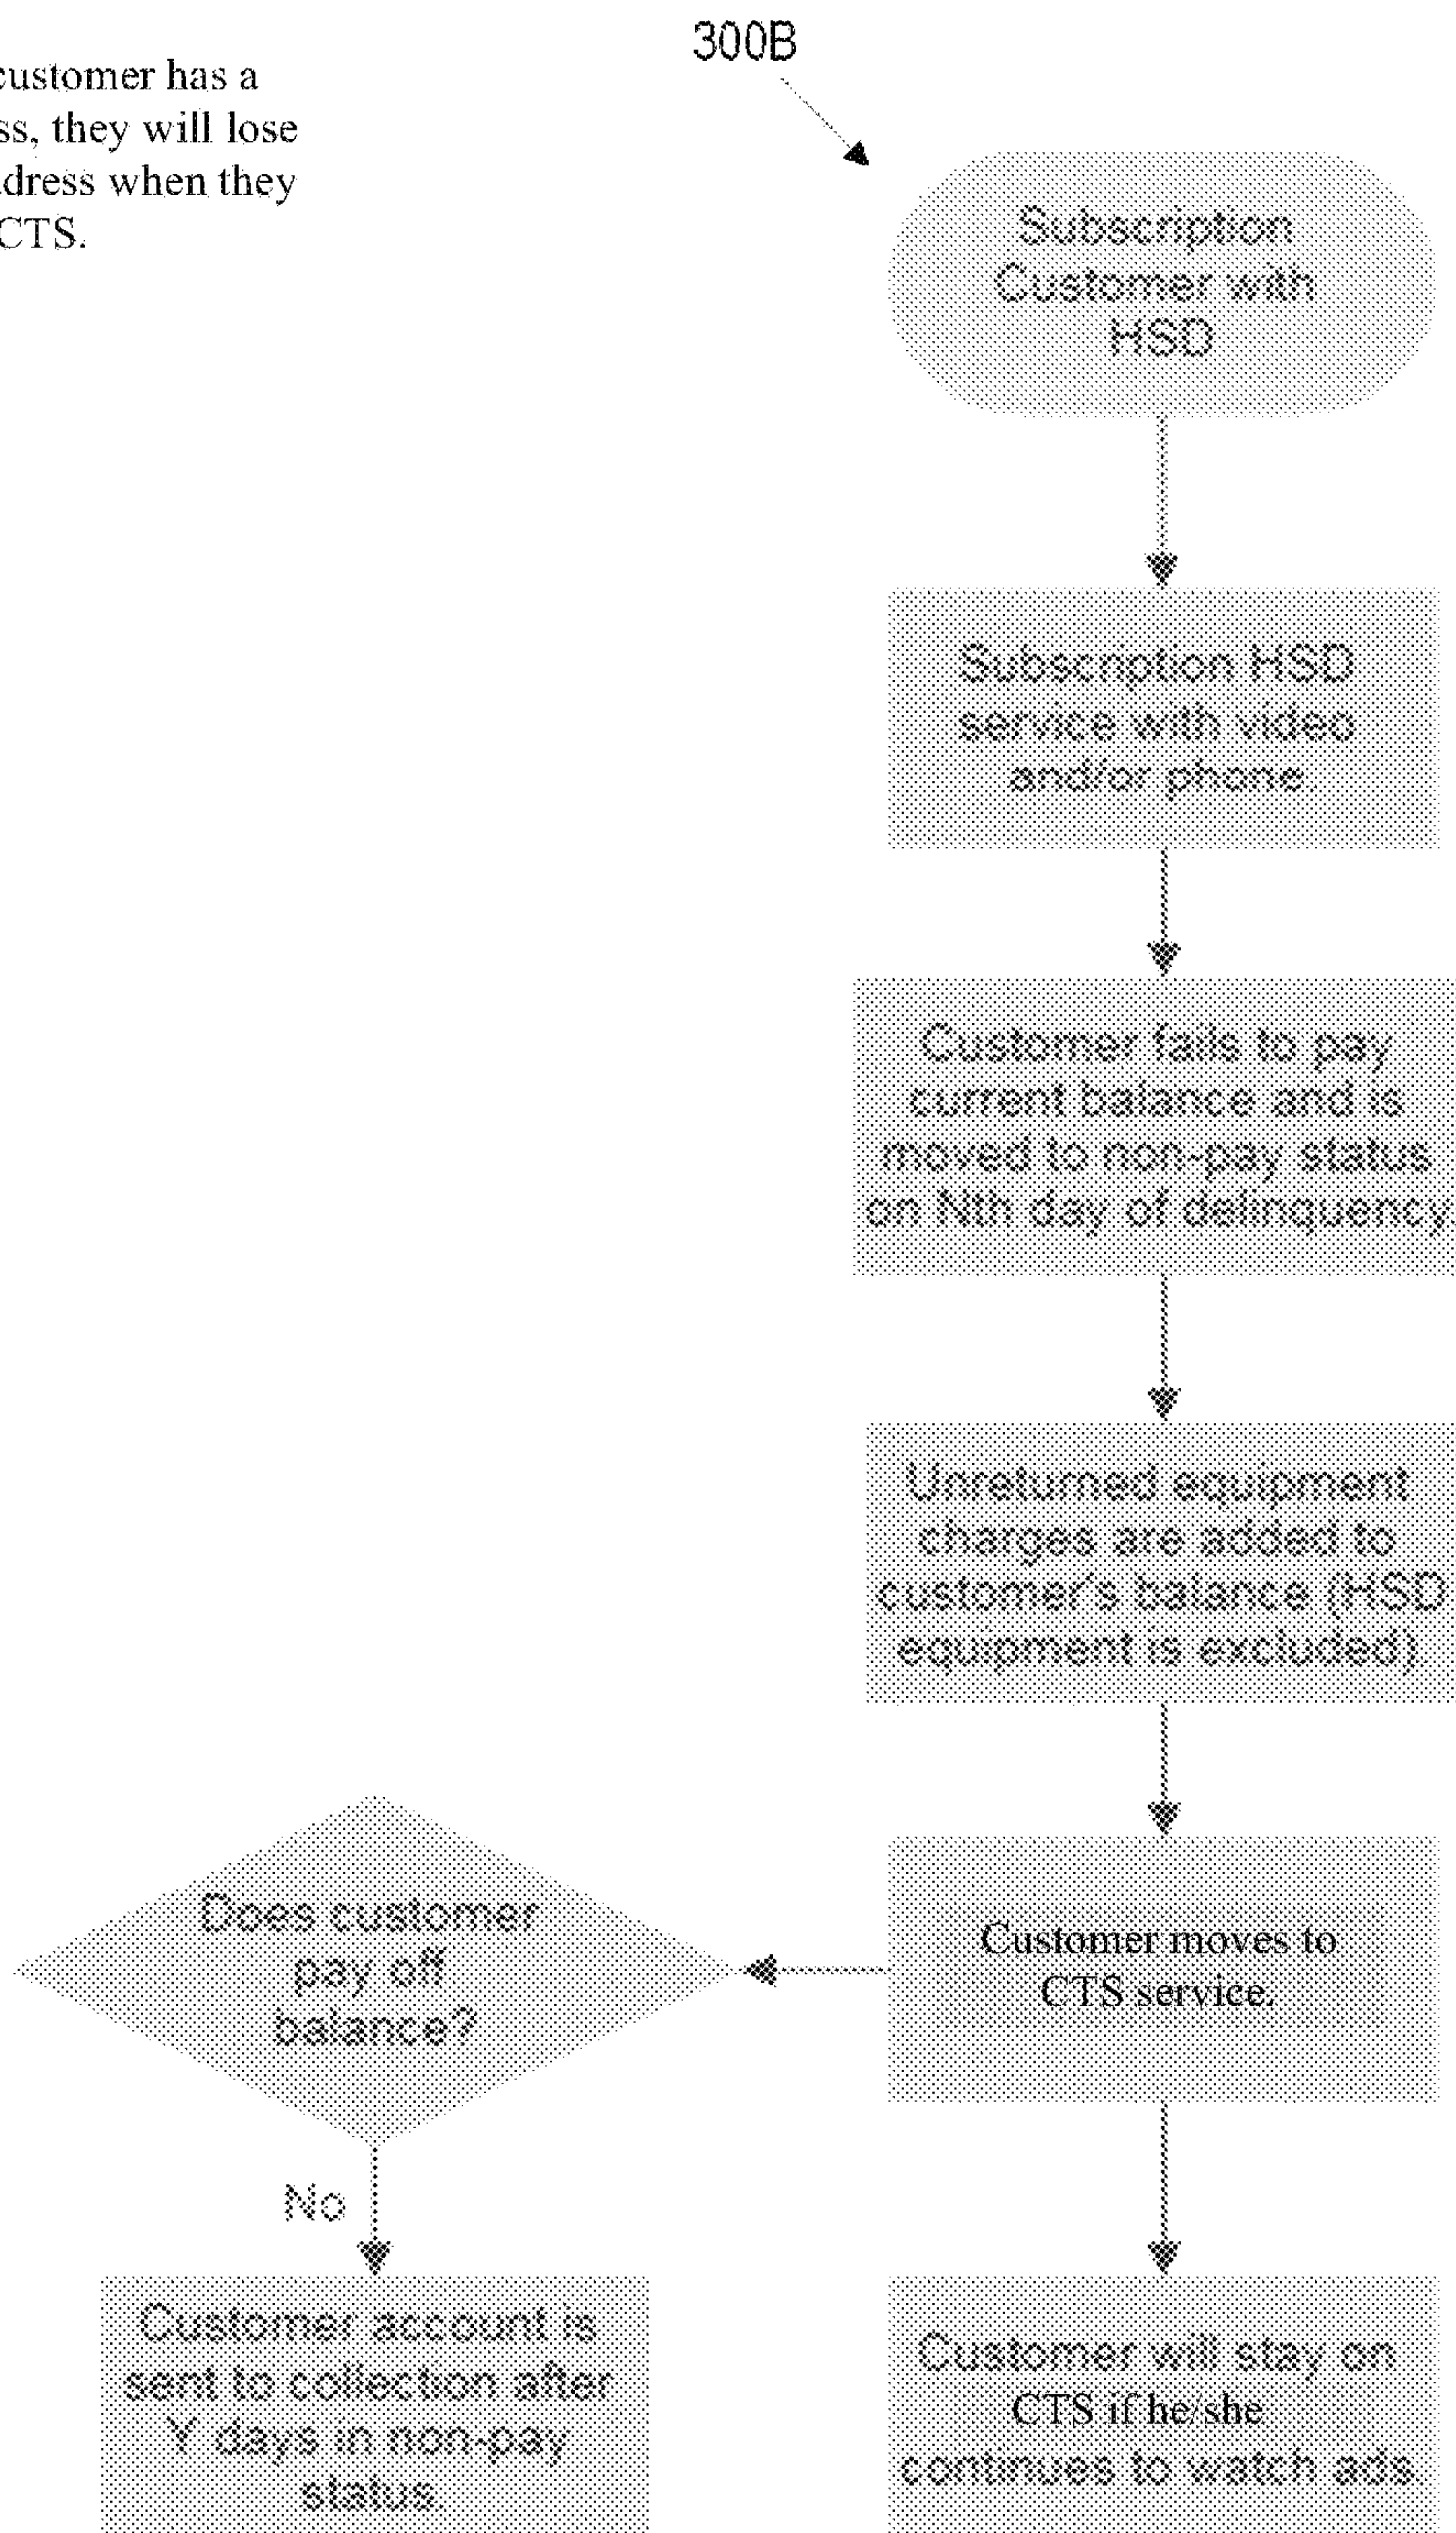 300B
customer has a
ss, they will lose
dress when they
CTS.
Subscription
Customer with
HSD
Subscription HSD
service with video
and/or phone.
Customer fails to pay
current balance and is
moved to non-pay status
on Nth day of delinquency
Unreturned equipment
charges are added to
customer's balance (HSD
equipment is excluded)
Customer moves to
CTS service.
Does customer
pay off
balance?
No
Customer account is
sent to collection after
Y days in non-pay
status.
Customer will stay on
CTS if he/she
continues to watch ads.